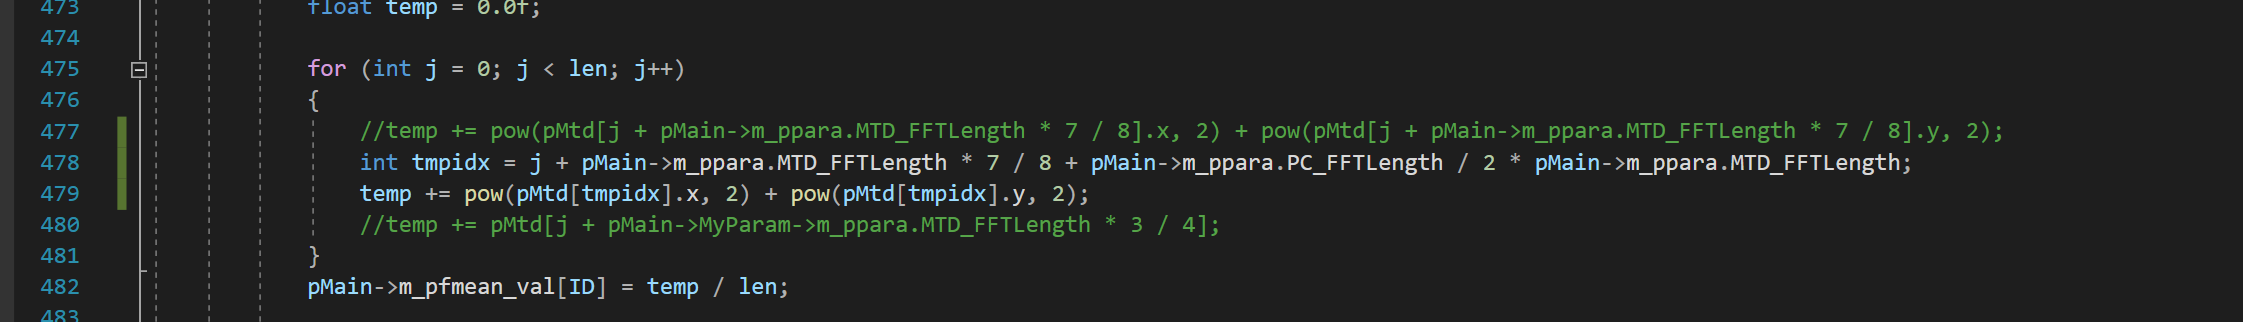 473 float temp = 0.0f;
474
475 for (int j = 0; j < len; j++)
476 {
477 //temp += pow(pMtd[j + pMain->m_ppara.MTD_FFTLength * 7 / 8].x, 2) + pow(pMtd[j + pMain->m_ppara.MTD_FFTLength * 7 / 8].y, 2);
478 int tmpidx = j + pMain->m_ppara.MTD_FFTLength * 7 / 8 + pMain->m_ppara.PC_FFTLength / 2 * pMain->m_ppara.MTD_FFTLength;
479 temp += pow(pMtd[tmpidx].x, 2) + pow(pMtd[tmpidx].y, 2);
480 //temp += pMtd[j + pMain->MyParam->m_ppara.MTD_FFTLength * 3 / 4];
481 }
482 pMain->m_pfmean_val[ID] = temp / len;
483